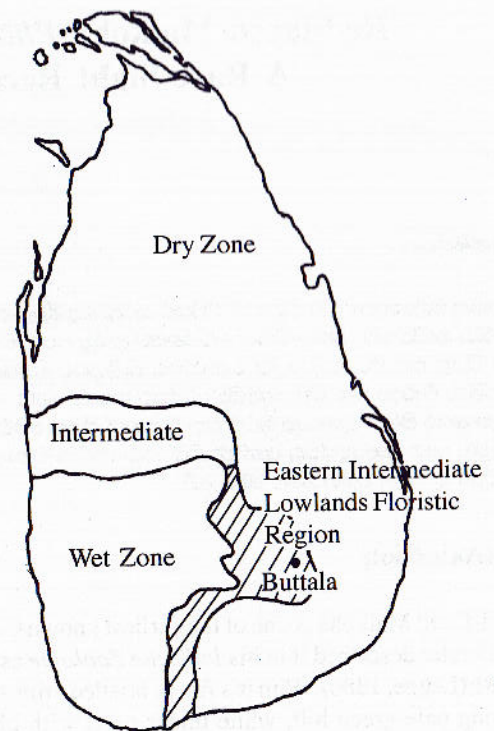 Dry Zone
Intermediate
Eastern Intermediate
Lowlands Floristic
Region
λ
Buttala
Wet Zone